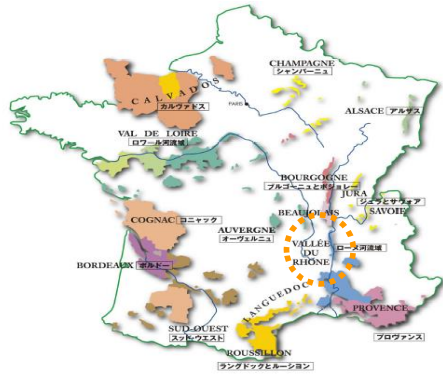 CHAMPAGNE
シャンパーニュ
CALVADOS
カルヴァドス
PARIS
ALSACE アルザス
VAL DE LOIRE
ロワール河流域
BOURGOGNE
ブルゴーニュとボジョレー
JURA
ジュラとサヴォア
SAVOIE
BEAUJOLAIS
COGNAC コニャック
AUVERGNE
オーヴェルニュ
VALLÉE
DU
RHÔNE
ローヌ河流域
BORDEAUX ボルドー
LANGUEDOC
PROVENCE
プロヴァンス
SUD-OUEST
スッド・ウエスト
ROUSSILLON
ラングドックとルーション